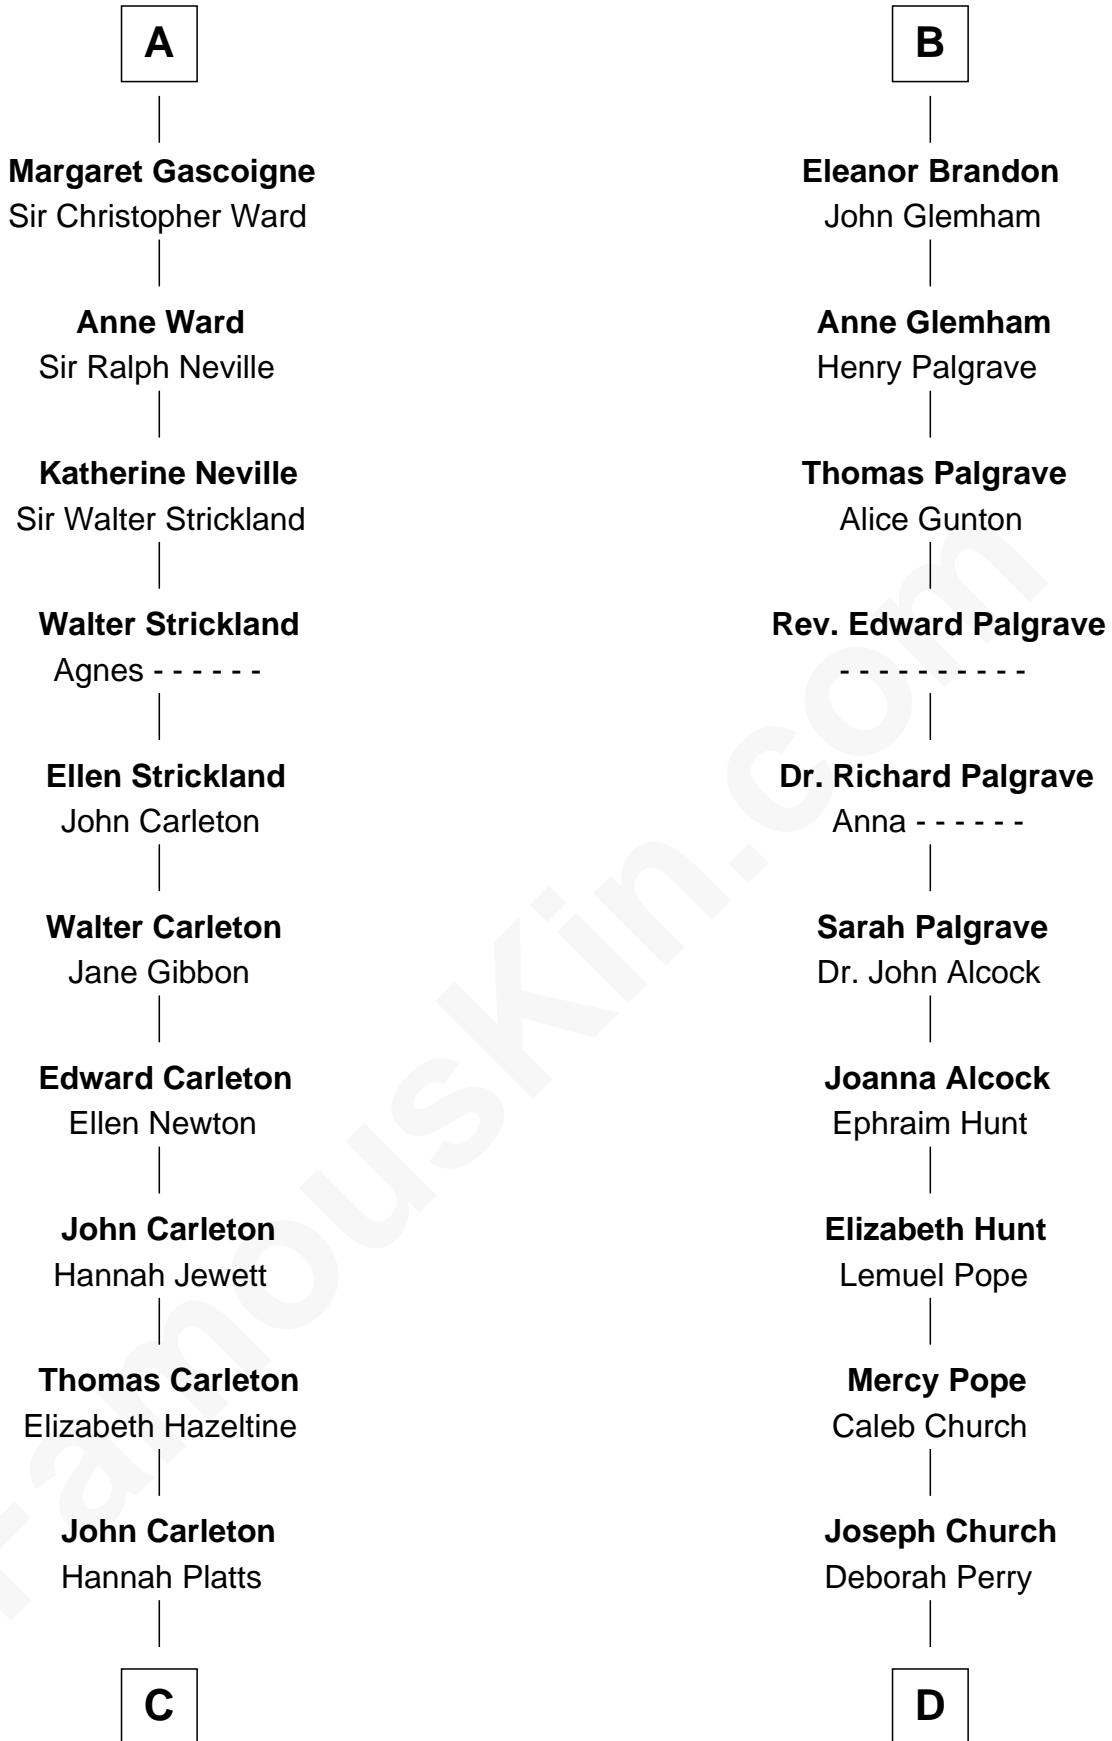 A
Margaret Gascoigne
Sir Christopher Ward
Anne Ward
Sir Ralph Neville
Katherine Neville
Sir Walter Strickland
Walter Strickland
Agnes - - - - - -
Ellen Strickland
John Carleton
Walter Carleton
Jane Gibbon
Edward Carleton
Ellen Newton
John Carleton
Hannah Jewett
Thomas Carleton
Elizabeth Hazeltine
John Carleton
Hannah Platts
C
B
Eleanor Brandon
John Glemham
Anne Glemham
Henry Palgrave
Thomas Palgrave
Alice Gunton
Rev. Edward Palgrave
- - - - - - - - - -
Dr. Richard Palgrave
Anna - - - - - -
Sarah Palgrave
Dr. John Alcock
Joanna Alcock
Ephraim Hunt
Elizabeth Hunt
Lemuel Pope
Mercy Pope
Caleb Church
Joseph Church
Deborah Perry
D
FamousKin.com